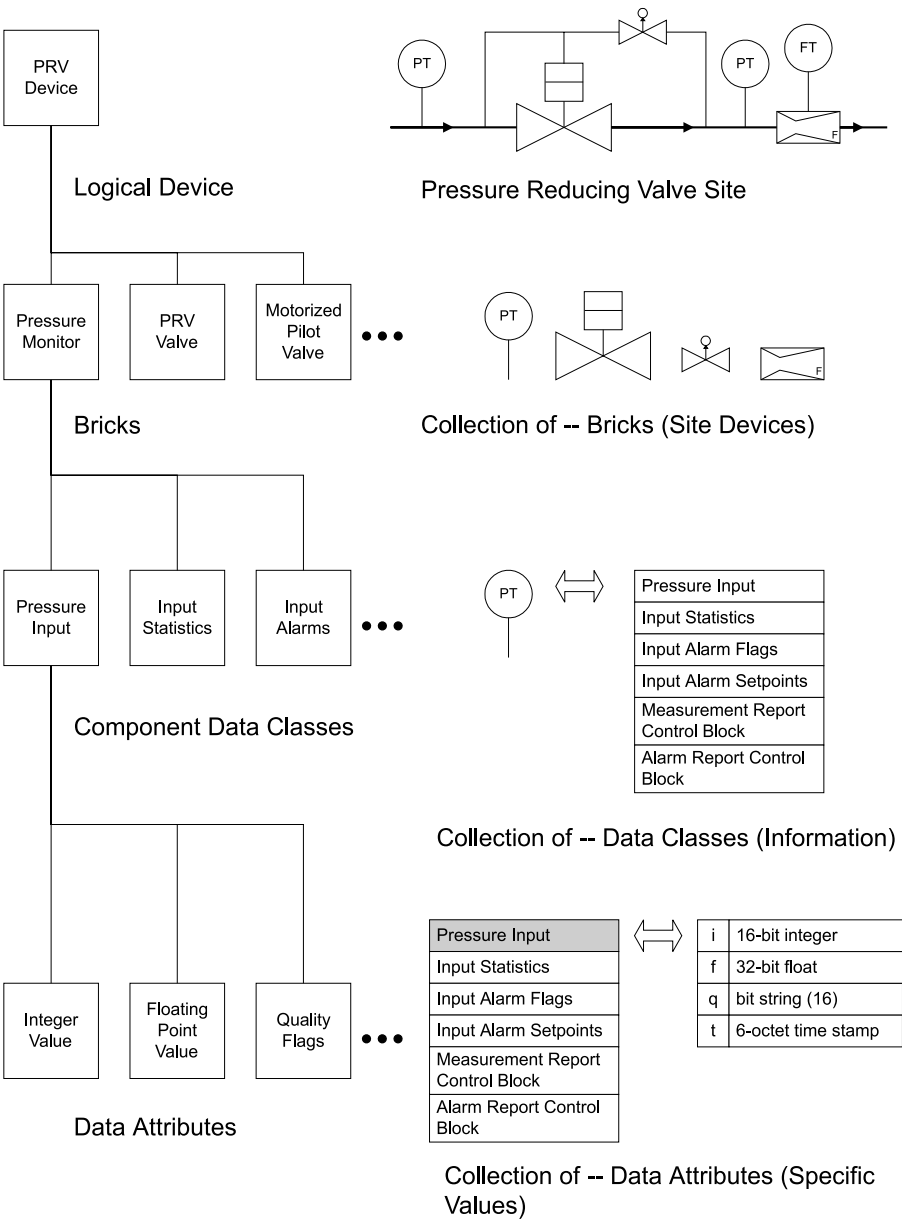 PRV
Device
PT
PT
FT
F
Logical Device
Pressure Reducing Valve Site
Pressure
Monitor
PRV
Valve
Motorized
Pilot
Valve
●●●
PT
F
Bricks
Collection of -- Bricks (Site Devices)
Pressure
Input
Input
Statistics
Input
Alarms
●●●
PT
Pressure Input
Input Statistics
Input Alarm Flags
Input Alarm Setpoints
Measurement Report
Control Block
Alarm Report Control
Block
Component Data Classes
Collection of -- Data Classes (Information)
Integer
Value
Floating
Point
Value
Quality
Flags
●●●
Pressure Input
Input Statistics
Input Alarm Flags
Input Alarm Setpoints
Measurement Report
Control Block
Alarm Report Control
Block
i 16-bit integer
f 32-bit float
q bit string (16)
t 6-octet time stamp
Data Attributes
Collection of -- Data Attributes (Specific
Values)